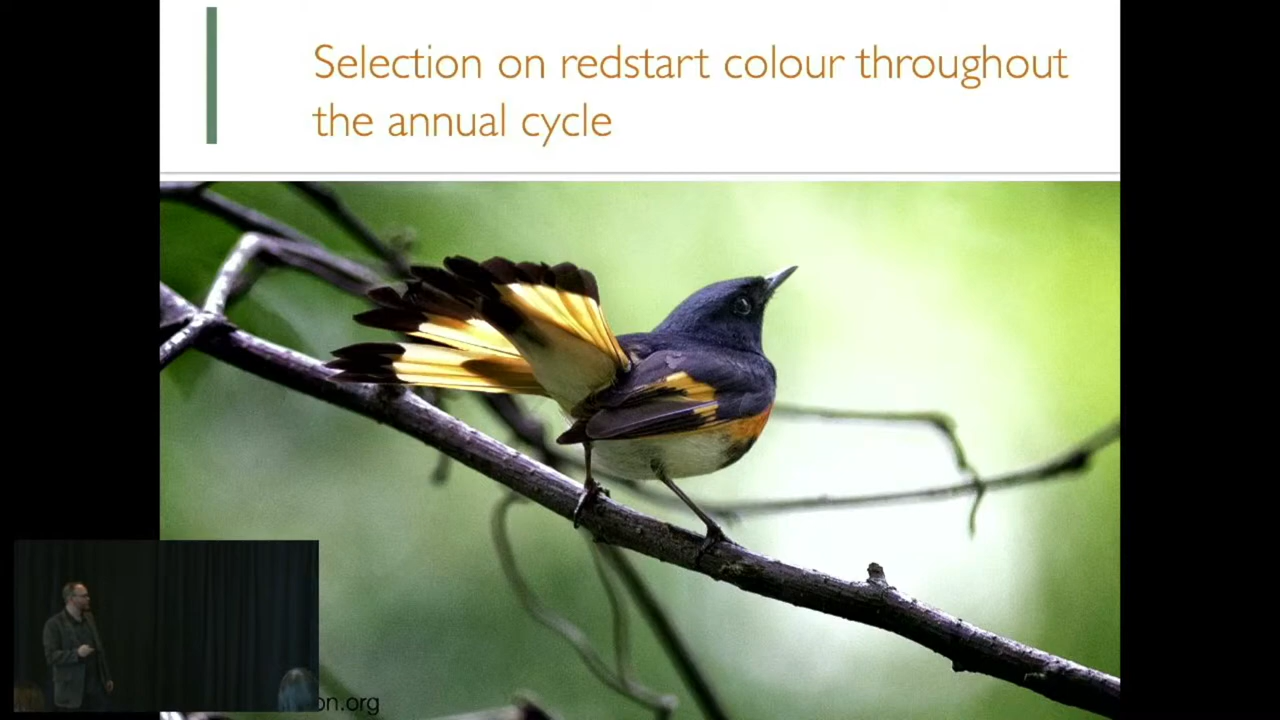 Selection on redstart colour throughout
the annual cycle
on.org